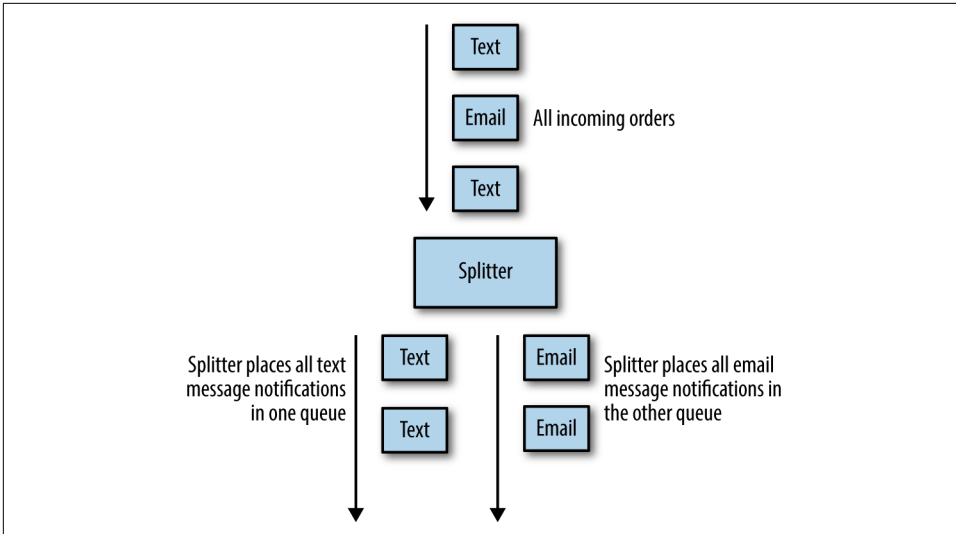 Text
Email
All incoming orders
Text
Splitter
Splitter places all text
message notifications
in one queue
Text
Text
Email
Email
Splitter places all email
message notifications in
the other queue